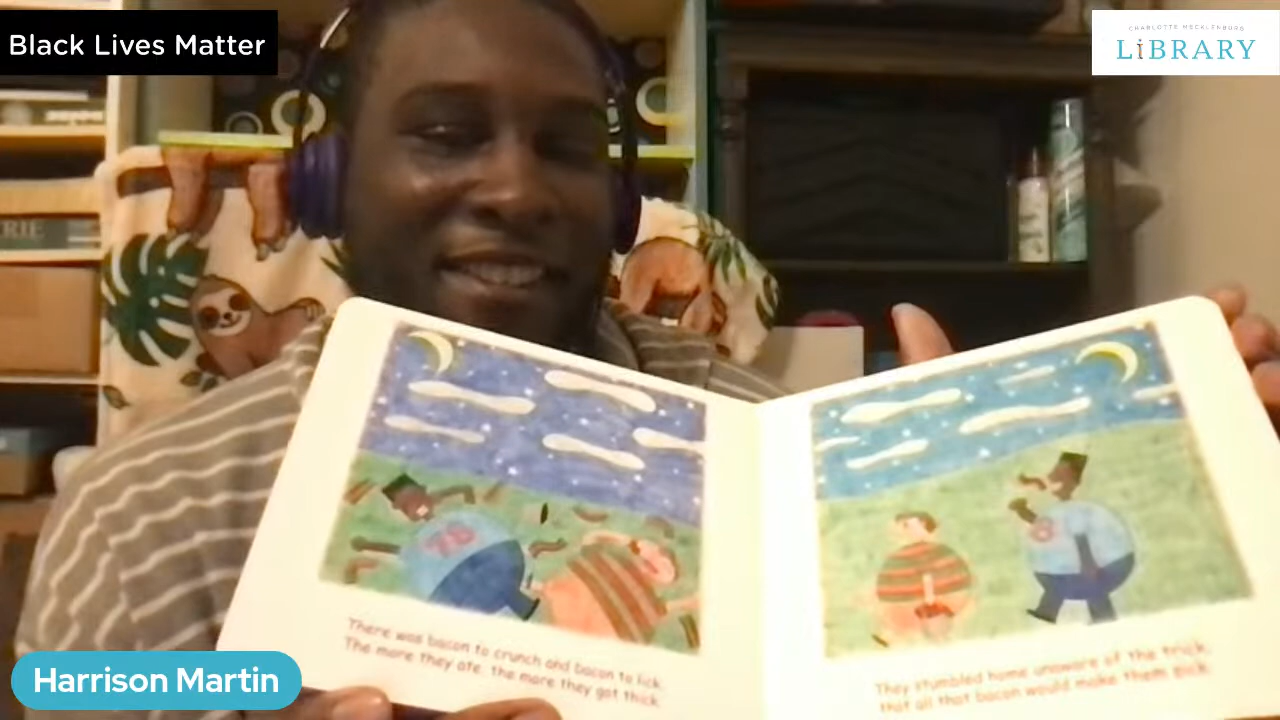 Black Lives Matter
CHARLOTTE MECKLENBURG
LiBRARY
RIE
There was bacon to crunch and bacon to lick.
The more they ate, the more they got thick.
They stumbled home unaware of the trick,
that all that bacon would make them sick.
Harrison Martin